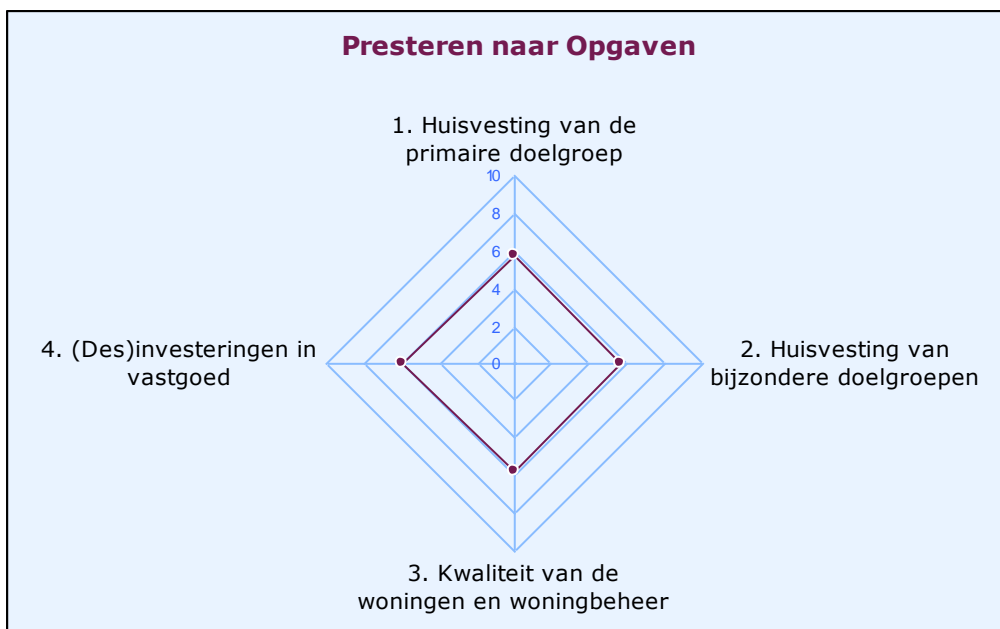 Presteren naar Opgaven
1. Huisvesting van de
primaire doelgroep
10
8
6
4
2
0
4. (Des)investeringen in
vastgoed
2. Huisvesting van
bijzondere doelgroepen
3. Kwaliteit van de
woningen en woningbeheer